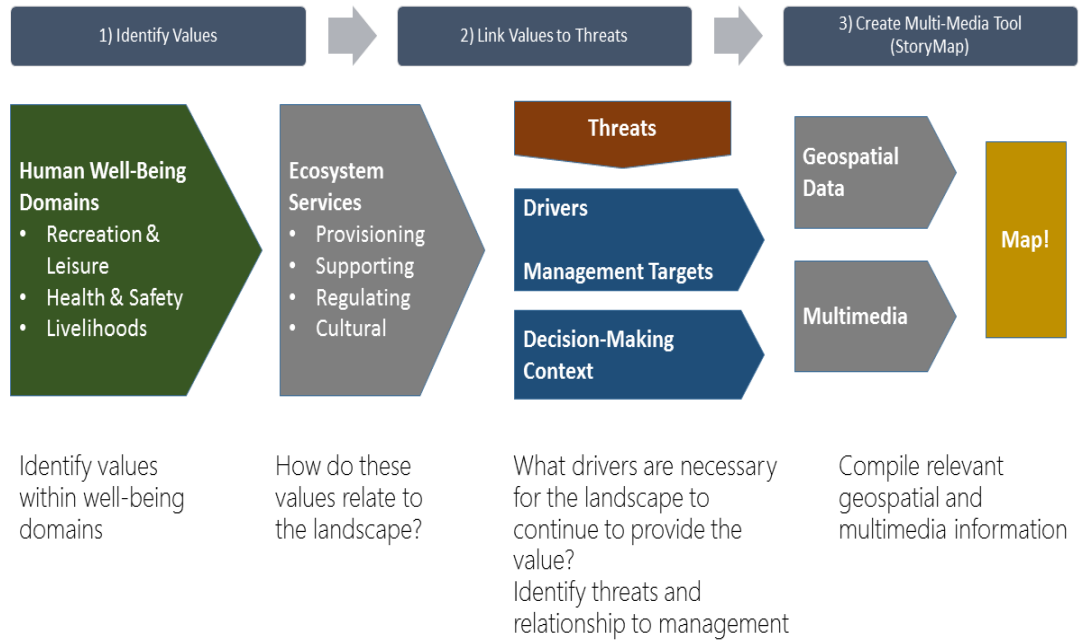 1) Identify Values
2) Link Values to Threats
3) Create Multi-Media Tool
(StoryMap)
Human Well-Being
Domains
• Recreation &
Leisure
• Health & Safety
• Livelihoods
Ecosystem
Services
• Provisioning
• Supporting
• Regulating
• Cultural
Threats
Drivers
Management Targets
Decision-Making
Context
Geospatial
Data
Multimedia
Map!
Identify values
within well-being
domains
How do these
values relate to
the landscape?
What drivers are necessary
for the landscape to
continue to provide the
value?
Identify threats and
relationship to management
Compile relevant
geospatial and
multimedia information